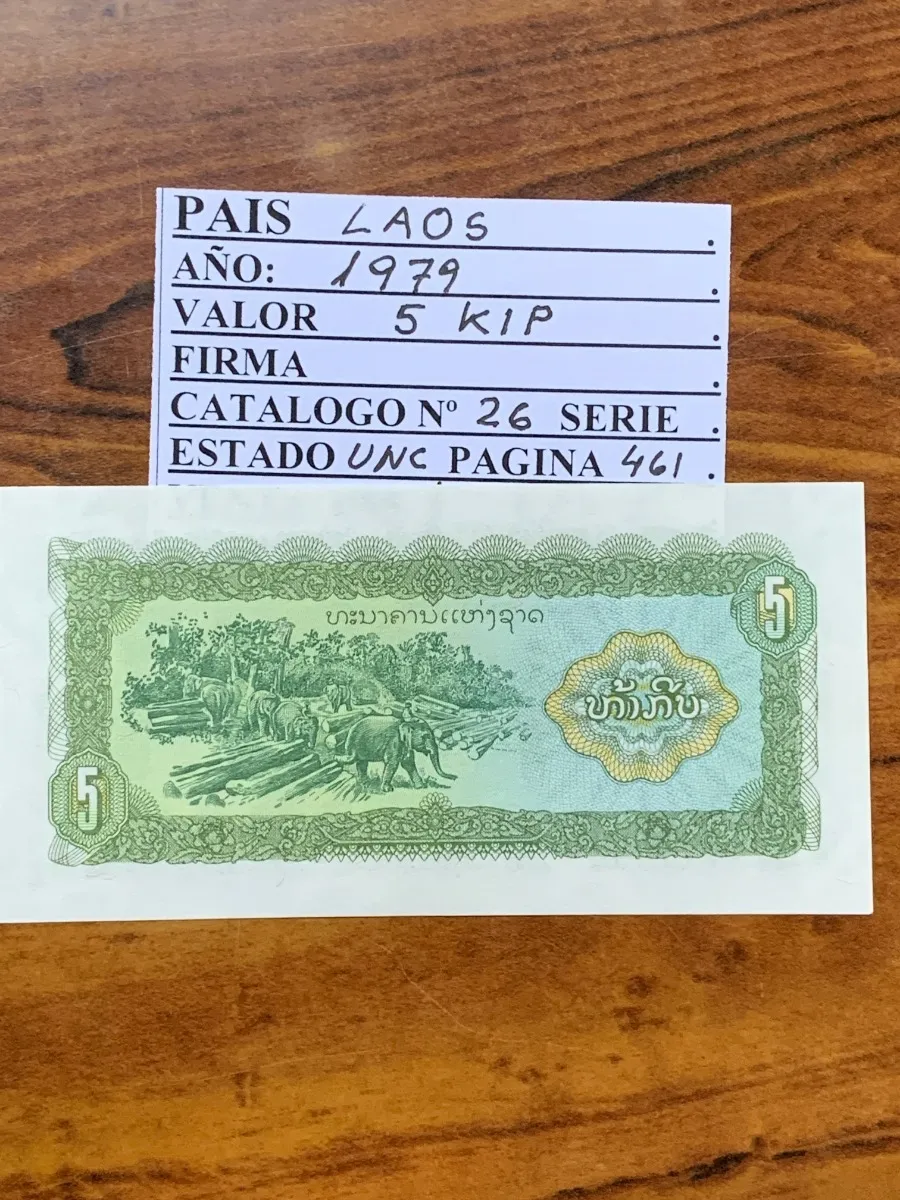 PAIS LAOS .
AÑO: 1979 .
VALOR 5 KIP .
FIRMA .
CATALOGO Nº 26 SERIE .
ESTADO UNC PAGINA 461 .
5
ທະນາຄານແຫ່ງຊາດ
ຫ້າກີບ
5